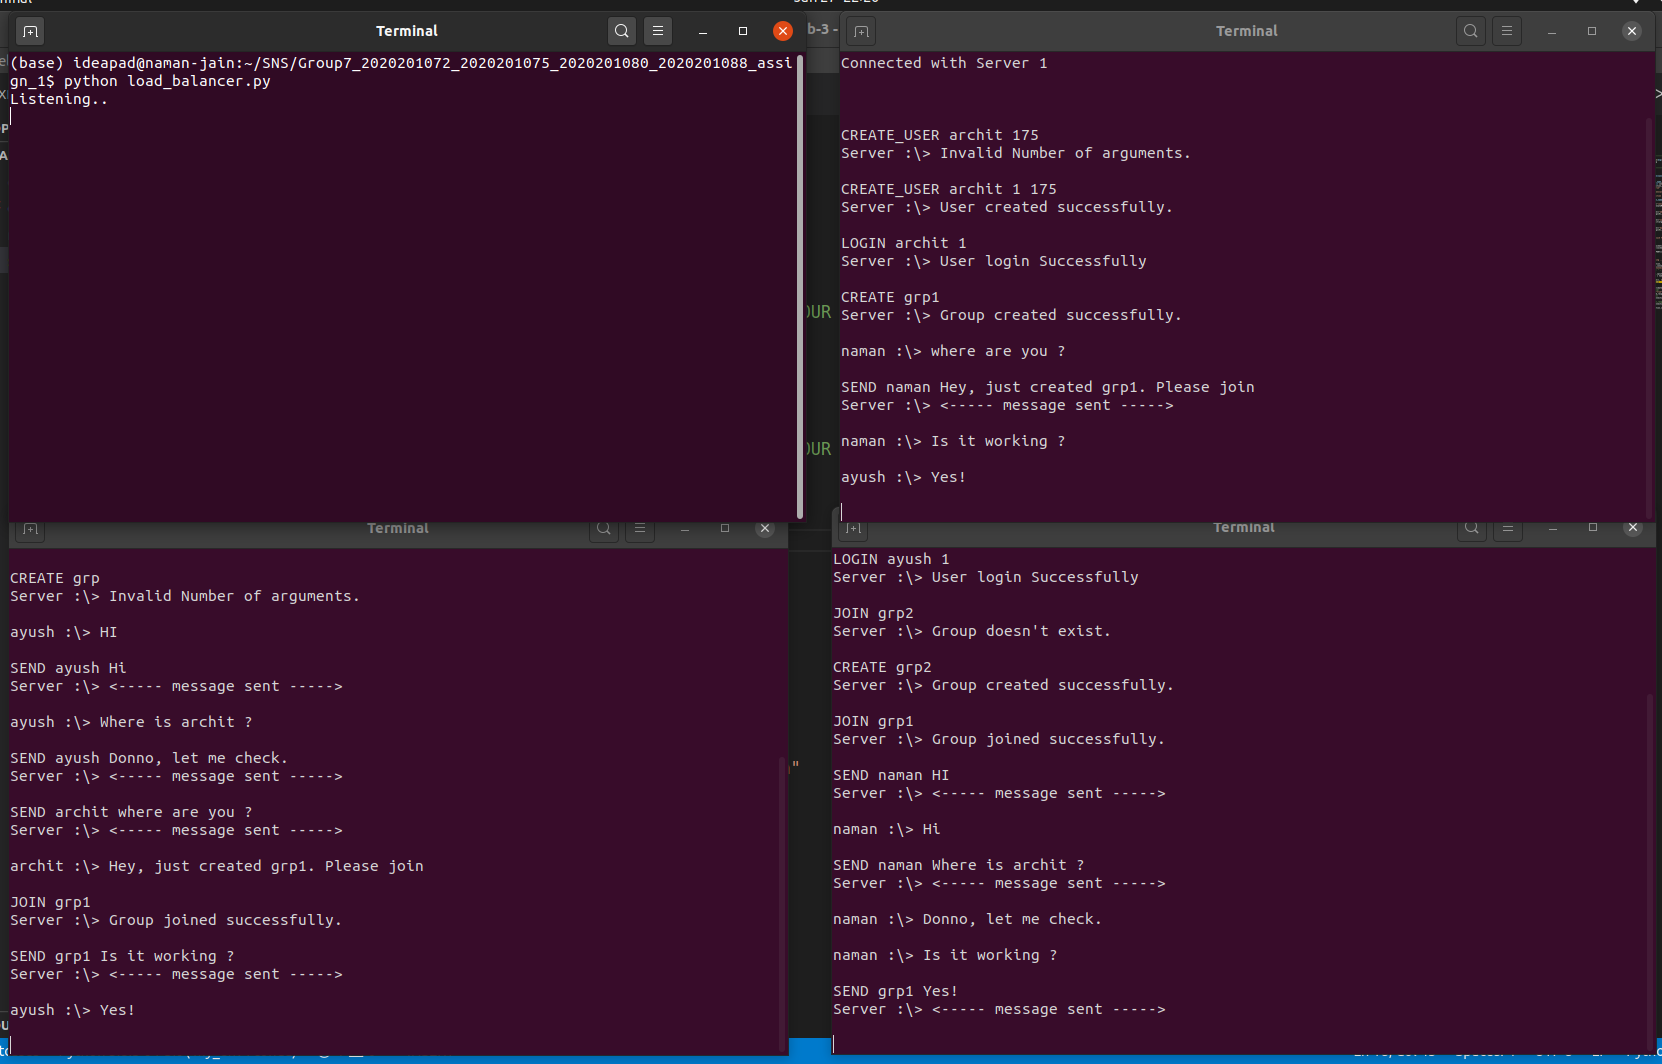 Terminal
(base) ideapad@naman-jain:~/SNS/Group7_2020201072_2020201075_2020201080_2020201088_assi
gn_1$ python load_balancer.py
Listening..
b-3 -
OUR
OUR
"
Terminal
Connected with Server 1
CREATE_USER archit 175
Server :\> Invalid Number of arguments.
CREATE_USER archit 1 175
Server :\> User created successfully.
LOGIN archit 1
Server :\> User login Successfully
CREATE grp1
Server :\> Group created successfully.
naman :\> where are you ?
SEND naman Hey, just created grp1. Please join
Server :\> <----- message sent ----->
naman :\> Is it working ?
ayush :\> Yes!
Terminal
CREATE grp
Server :\> Invalid Number of arguments.
ayush :\> HI
SEND ayush Hi
Server :\> <----- message sent ----->
ayush :\> Where is archit ?
SEND ayush Donno, let me check.
Server :\> <----- message sent ----->
SEND archit where are you ?
Server :\> <----- message sent ----->
archit :\> Hey, just created grp1. Please join
JOIN grp1
Server :\> Group joined successfully.
SEND grp1 Is it working ?
Server :\> <----- message sent ----->
ayush :\> Yes!
Terminal
LOGIN ayush 1
Server :\> User login Successfully
JOIN grp2
Server :\> Group doesn't exist.
CREATE grp2
Server :\> Group created successfully.
JOIN grp1
Server :\> Group joined successfully.
SEND naman HI
Server :\> <----- message sent ----->
naman :\> Hi
SEND naman Where is archit ?
Server :\> <----- message sent ----->
naman :\> Donno, let me check.
naman :\> Is it working ?
SEND grp1 Yes!
Server :\> <----- message sent ----->